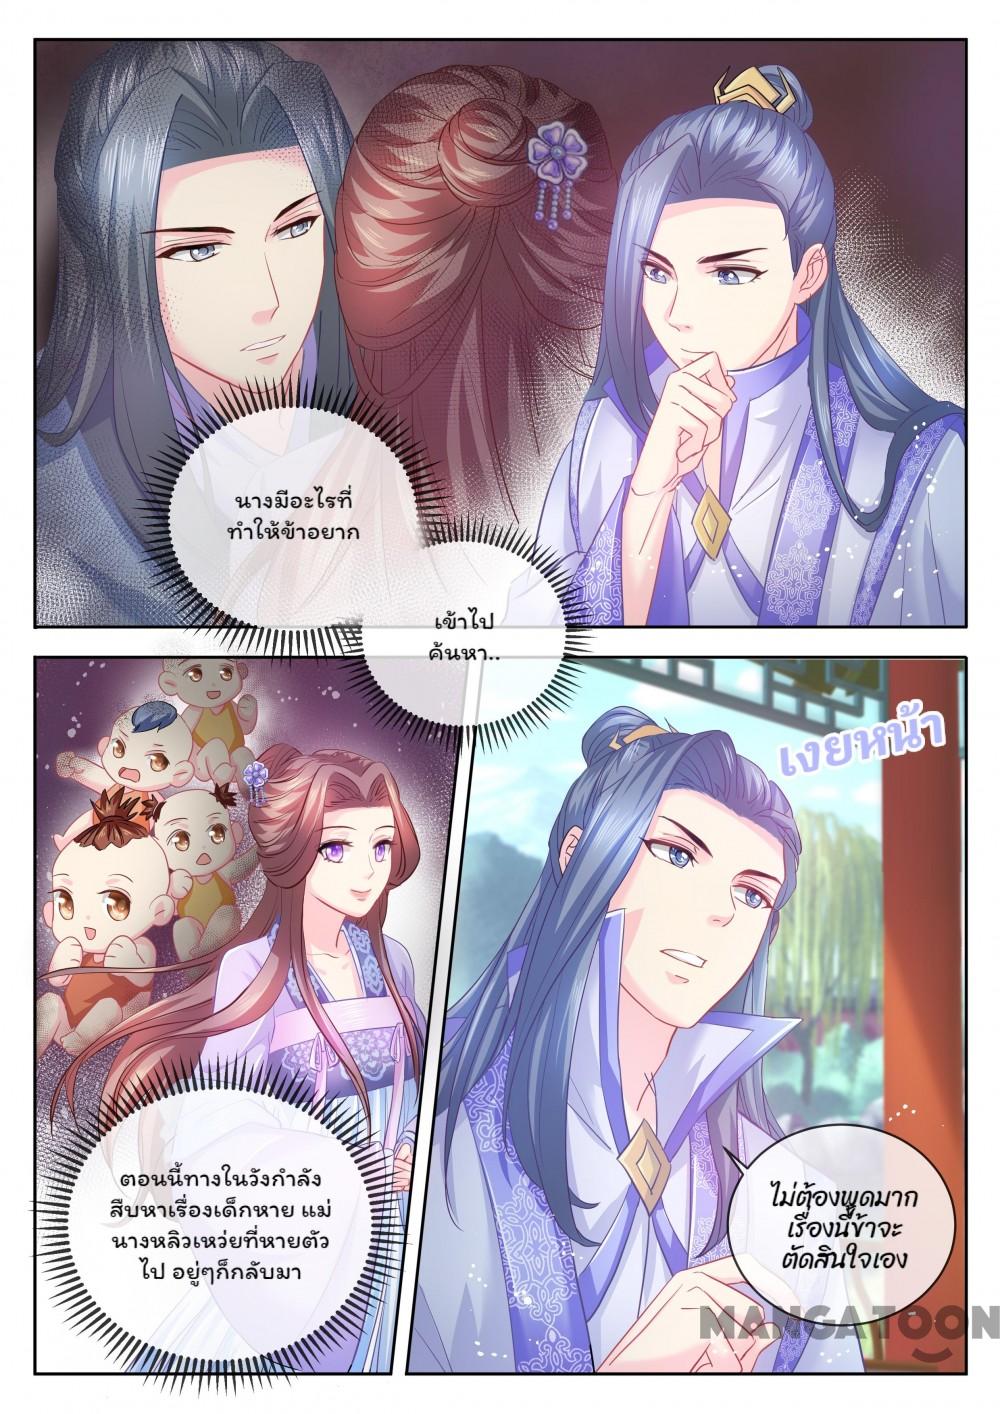 นางมีอะไรที่
ทำให้ข้าอยาก
เข้าไป
ค้นหา..
เงยหน้า
ตอนนี้ทางในวังกำลัง
สืบหาเรื่องเด็กหาย แม่
นางหลิวเหว่ยที่หายตัว
ไป อยู่ๆก็กลับมา
ไม่ต้องพูดมาก
เรื่องนี้ข้าจะ
ตัดสินใจเอง
MANGATOON